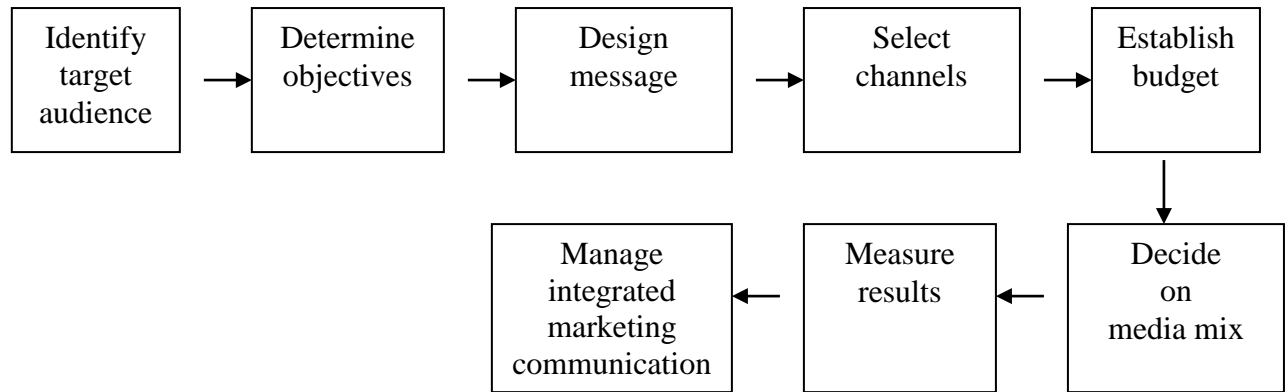 Identify
target
audience
Determine
objectives
Design
message
Select
channels
Establish
budget
Decide
on
media mix
Measure
results
Manage
integrated
marketing
communication